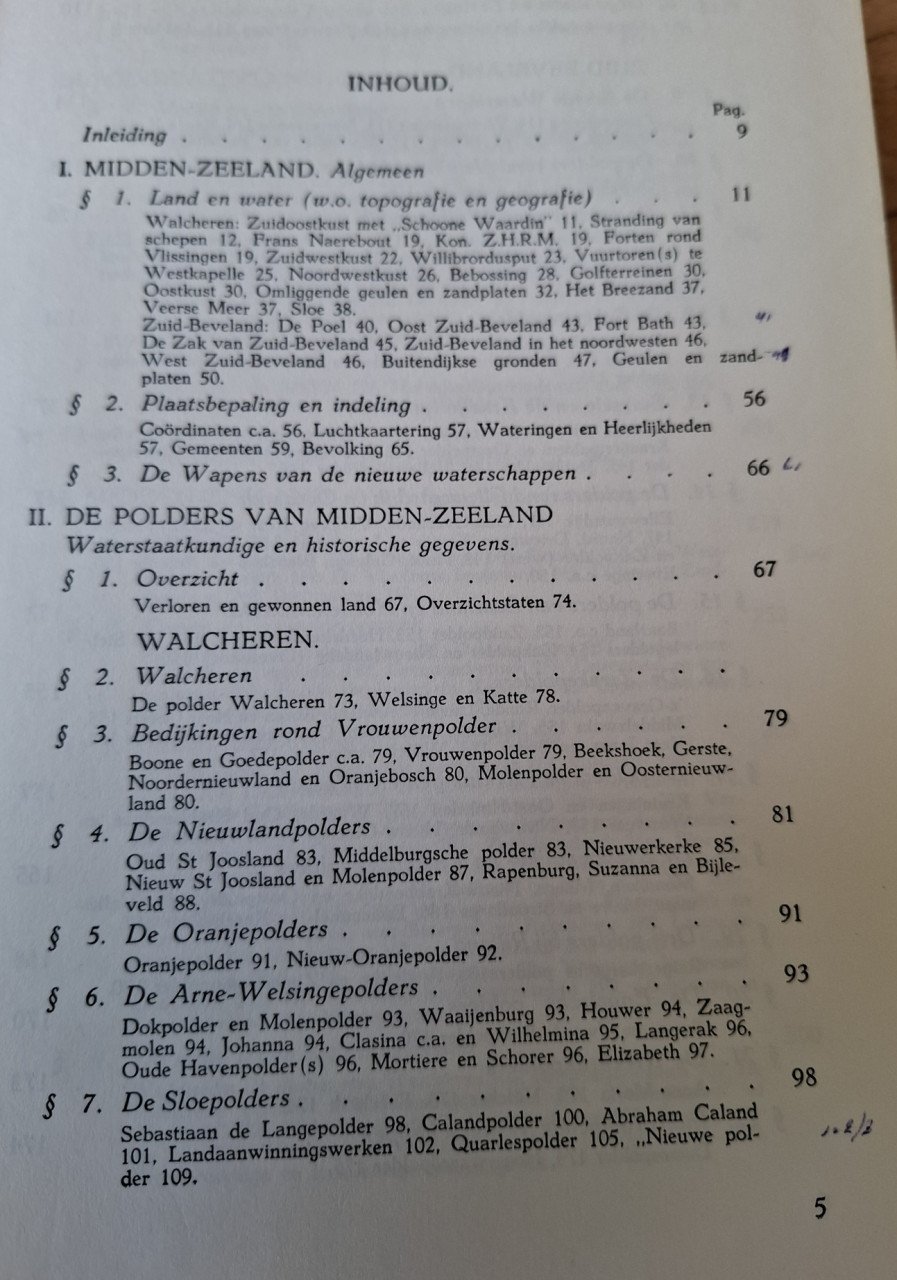 INHOUD.
Pag.
Inleiding . . . . . . . . . . . . . . 9
I. MIDDEN-ZEELAND. Algemeen
§ 1. Land en water (w.o. topografie en geografie) . . . 11
Walcheren: Zuidoostkust met „Schoone Waardin" 11, Stranding van
schepen 12, Frans Naerebout 19, Kon. Z.H.R.M. 19, Forten rond
Vlissingen 19, Zuidwestkust 22, Willibrordusput 23, Vuurtoren(s) te
Westkapelle 25, Noordwestkust 26, Bebossing 28, Golfterreinen 30,
Oostkust 30, Omliggende geulen en zandplaten 32, Het Breezand 37,
Veerse Meer 37, Sloe 38.
Zuid-Beveland: De Poel 40, Oost Zuid-Beveland 43, Fort Bath 43,
De Zak van Zuid-Beveland 45, Zuid-Beveland in het noordwesten 46,
West Zuid-Beveland 46, Buitendijkse gronden 47, Geulen en zand-
platen 50.
§ 2. Plaatsbepaling en indeling . . . . . . . 56
Coördinaten c.a. 56, Luchtkaartering 57, Wateringen en Heerlijkheden
57, Gemeenten 59, Bevolking 65.
§ 3. De Wapens van de nieuwe waterschappen . . . . 66
II. DE POLDERS VAN MIDDEN-ZEELAND
Waterstaatkundige en historische gegevens.
§ 1. Overzicht . . . . . . . . . . . . 67
Verloren en gewonnen land 67, Overzichtstaten 74.
WALCHEREN.
§ 2. Walcheren . . . . . . . . . . .
De polder Walcheren 73, Welsinge en Katte 78.
§ 3. Bedijkingen rond Vrouwenpolder . . . . . . 79
Boone en Goedepolder c.a. 79, Vrouwenpolder 79, Beekshoek, Gerste,
Noordernieuwland en Oranjebosch 80, Molenpolder en Oosternieuw-
land 80.
§ 4. De Nieuwlandpolders . . . . . . . . . 81
Oud St Joosland 83, Middelburgsche polder 83, Nieuwerkerke 85,
Nieuw St Joosland en Molenpolder 87, Rapenburg, Suzanna en Bijle-
veld 88.
§ 5. De Oranjepolders . . . . . . . . . . 91
Oranjepolder 91, Nieuw-Oranjepolder 92.
§ 6. De Arne-Welsingepolders . . . . . . . . 93
Dokpolder en Molenpolder 93, Waaijenburg 93, Houwer 94, Zaag-
molen 94, Johanna 94, Clasina c.a. en Wilhelmina 95, Langerak 96,
Oude Havenpolder(s) 96, Mortiere en Schorer 96, Elizabeth 97.
§ 7. De Sloepolders . . . . . . . . . . . 98
Sebastiaan de Langepolder 98, Calandpolder 100, Abraham Caland
101, Landaanwinningswerken 102, Quarlespolder 105, „Nieuwe pol-
der 109.
5